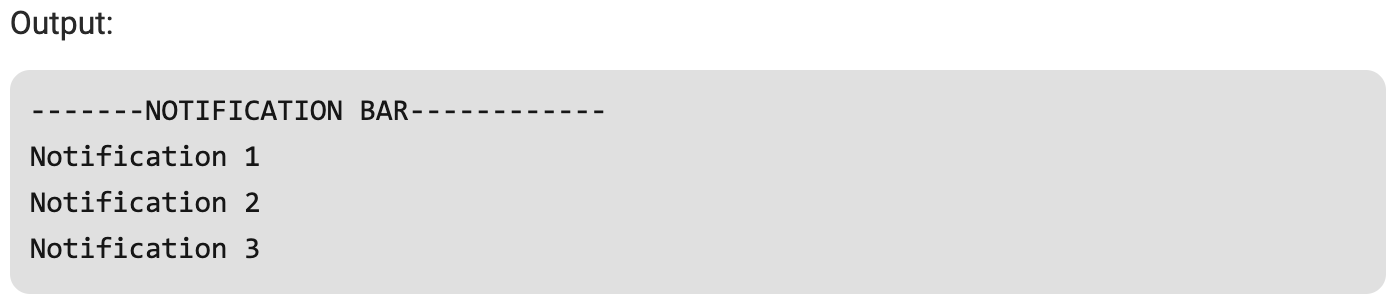 Output:
-------NOTIFICATION BAR------------
Notification 1
Notification 2
Notification 3